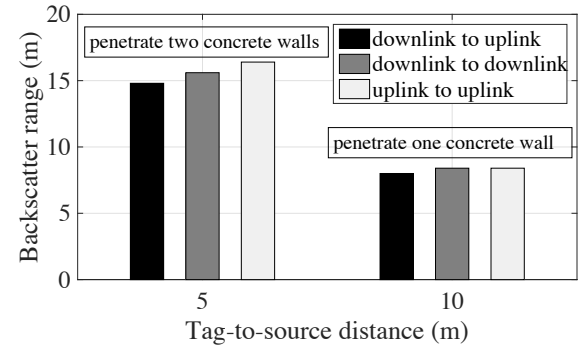 20
15
10
5
0
Backscatter range (m)
penetrate two concrete walls
downlink to uplink
downlink to downlink
uplink to uplink
penetrate one concrete wall
5
10
Tag-to-source distance (m)